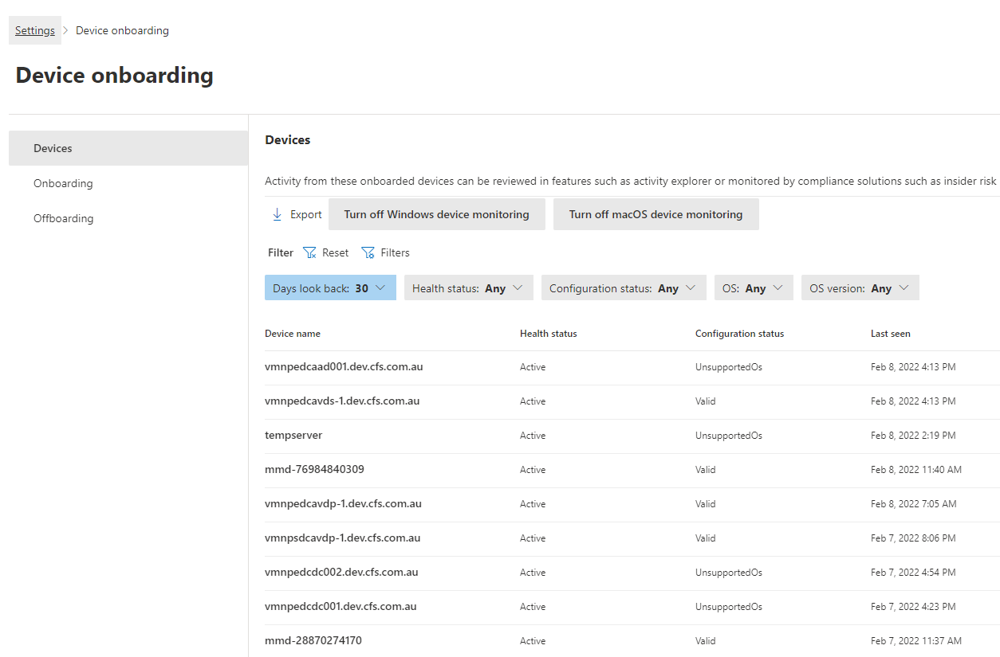 Settings > Device onboarding
Device onboarding
Devices
Onboarding
Offboarding
Devices
Activity from these onboarded devices can be reviewed in features such as activity explorer or monitored by compliance solutions such as insider risk
Export Turn off Windows device monitoring Turn off macOS device monitoring
Filter Reset Filters
Days look back: 30 Health status: Any Configuration status: Any OS: Any OS version: Any
Device name Health status Configuration status Last seen
vmnpedcaad001.dev.cfs.com.au Active UnsupportedOs Feb 8, 2022 4:13 PM
vmnpedcavds-1.dev.cfs.com.au Active Valid Feb 8, 2022 4:13 PM
tempserver Active UnsupportedOs Feb 8, 2022 2:19 PM
mmd-76984840309 Active Valid Feb 8, 2022 11:40 AM
vmnpedcavdp-1.dev.cfs.com.au Active Valid Feb 8, 2022 7:05 AM
vmnpsdcavdp-1.dev.cfs.com.au Active Valid Feb 7, 2022 8:06 PM
vmnpedcdc002.dev.cfs.com.au Active UnsupportedOs Feb 7, 2022 4:54 PM
vmnpedcdc001.dev.cfs.com.au Active UnsupportedOs Feb 7, 2022 4:23 PM
mmd-28870274170 Active Valid Feb 7, 2022 11:37 AM